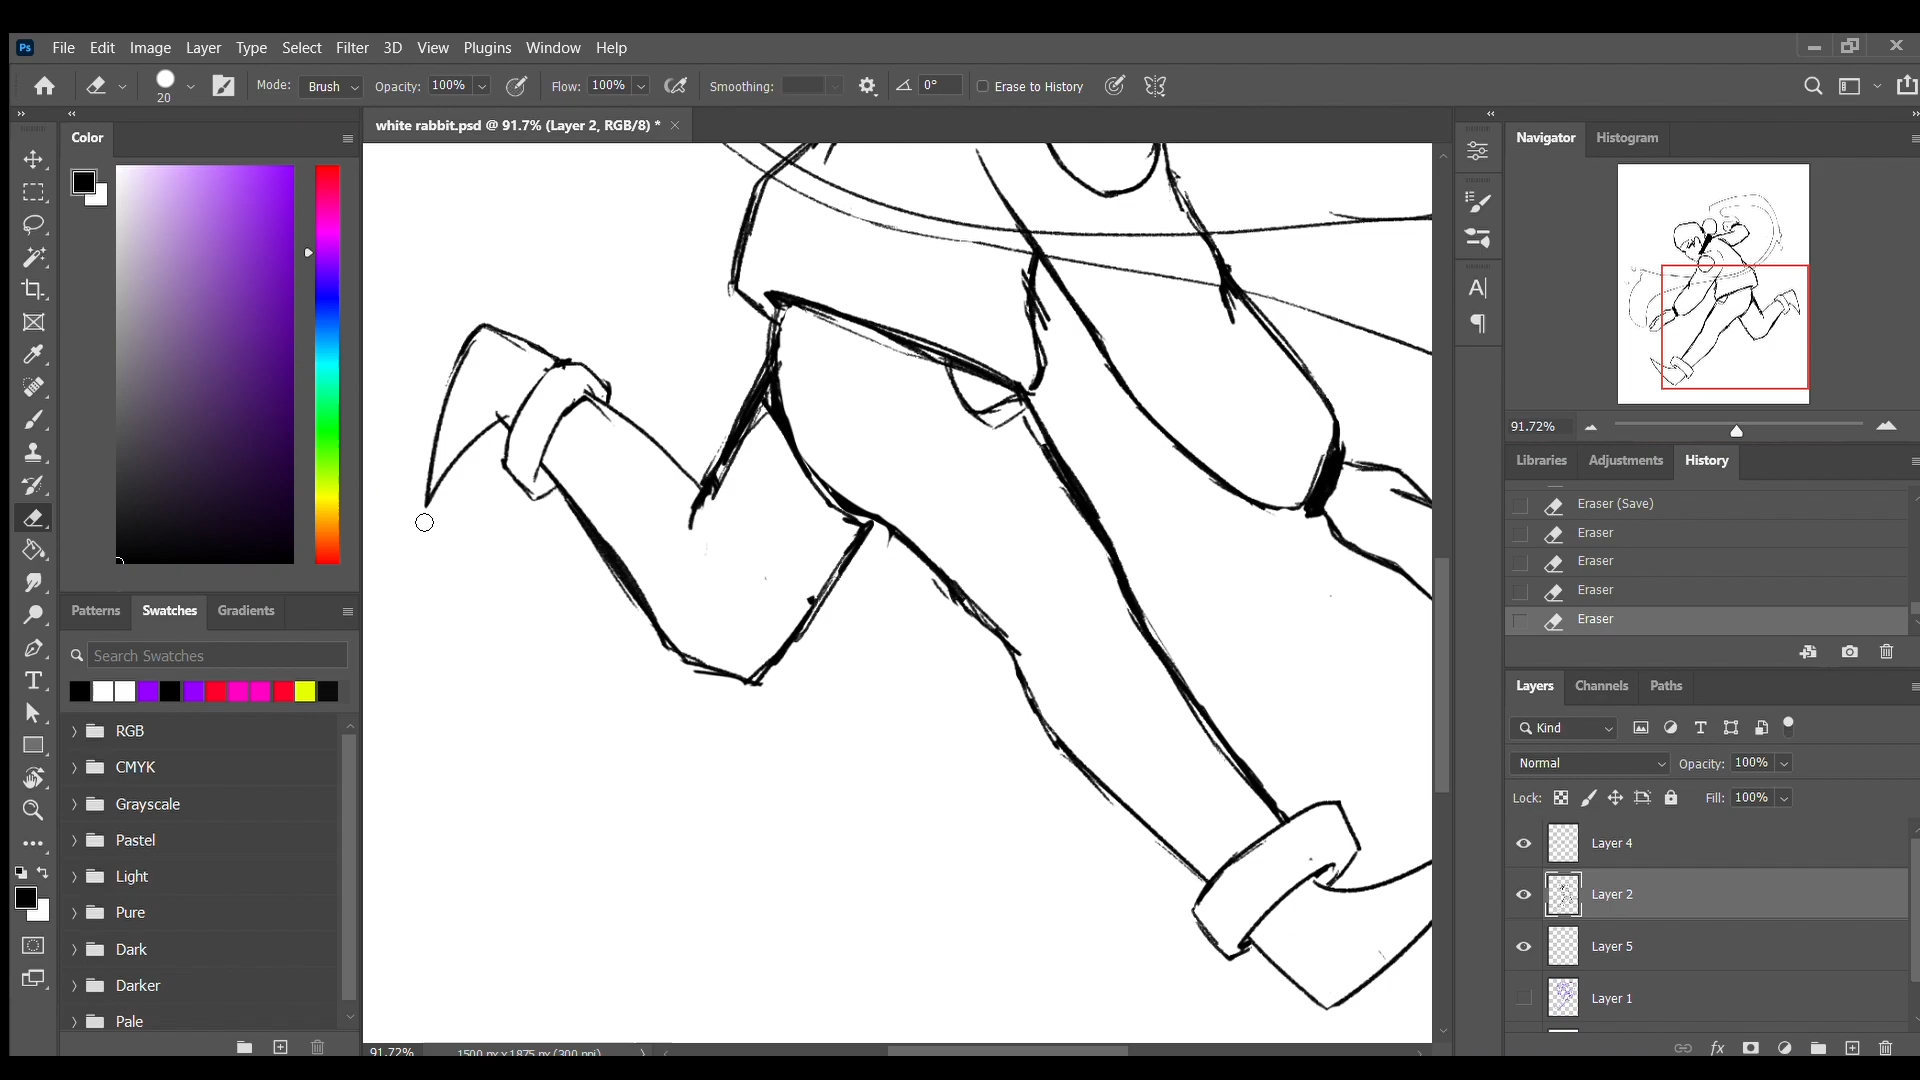 Ps File Edit Image Layer Type Select Filter 3D View Plugins Window Help
20 Mode: Brush Opacity: 100% Flow: 100% Smoothing: 0° Erase to History
Color
white rabbit.psd @ 91.7% (Layer 2, RGB/8) *
Navigator Histogram
91.72%
Libraries Adjustments History
Eraser (Save)
Eraser
Eraser
Eraser
Eraser
Patterns Swatches Gradients
Search Swatches
RGB
CMYK
Grayscale
Pastel
Light
Pure
Dark
Darker
Pale
Layers Channels Paths
Kind
Normal Opacity: 100%
Lock: Fill: 100%
Layer 4
Layer 2
Layer 5
Layer 1
91.72% 1500 px x 1875 px (300 ppi)